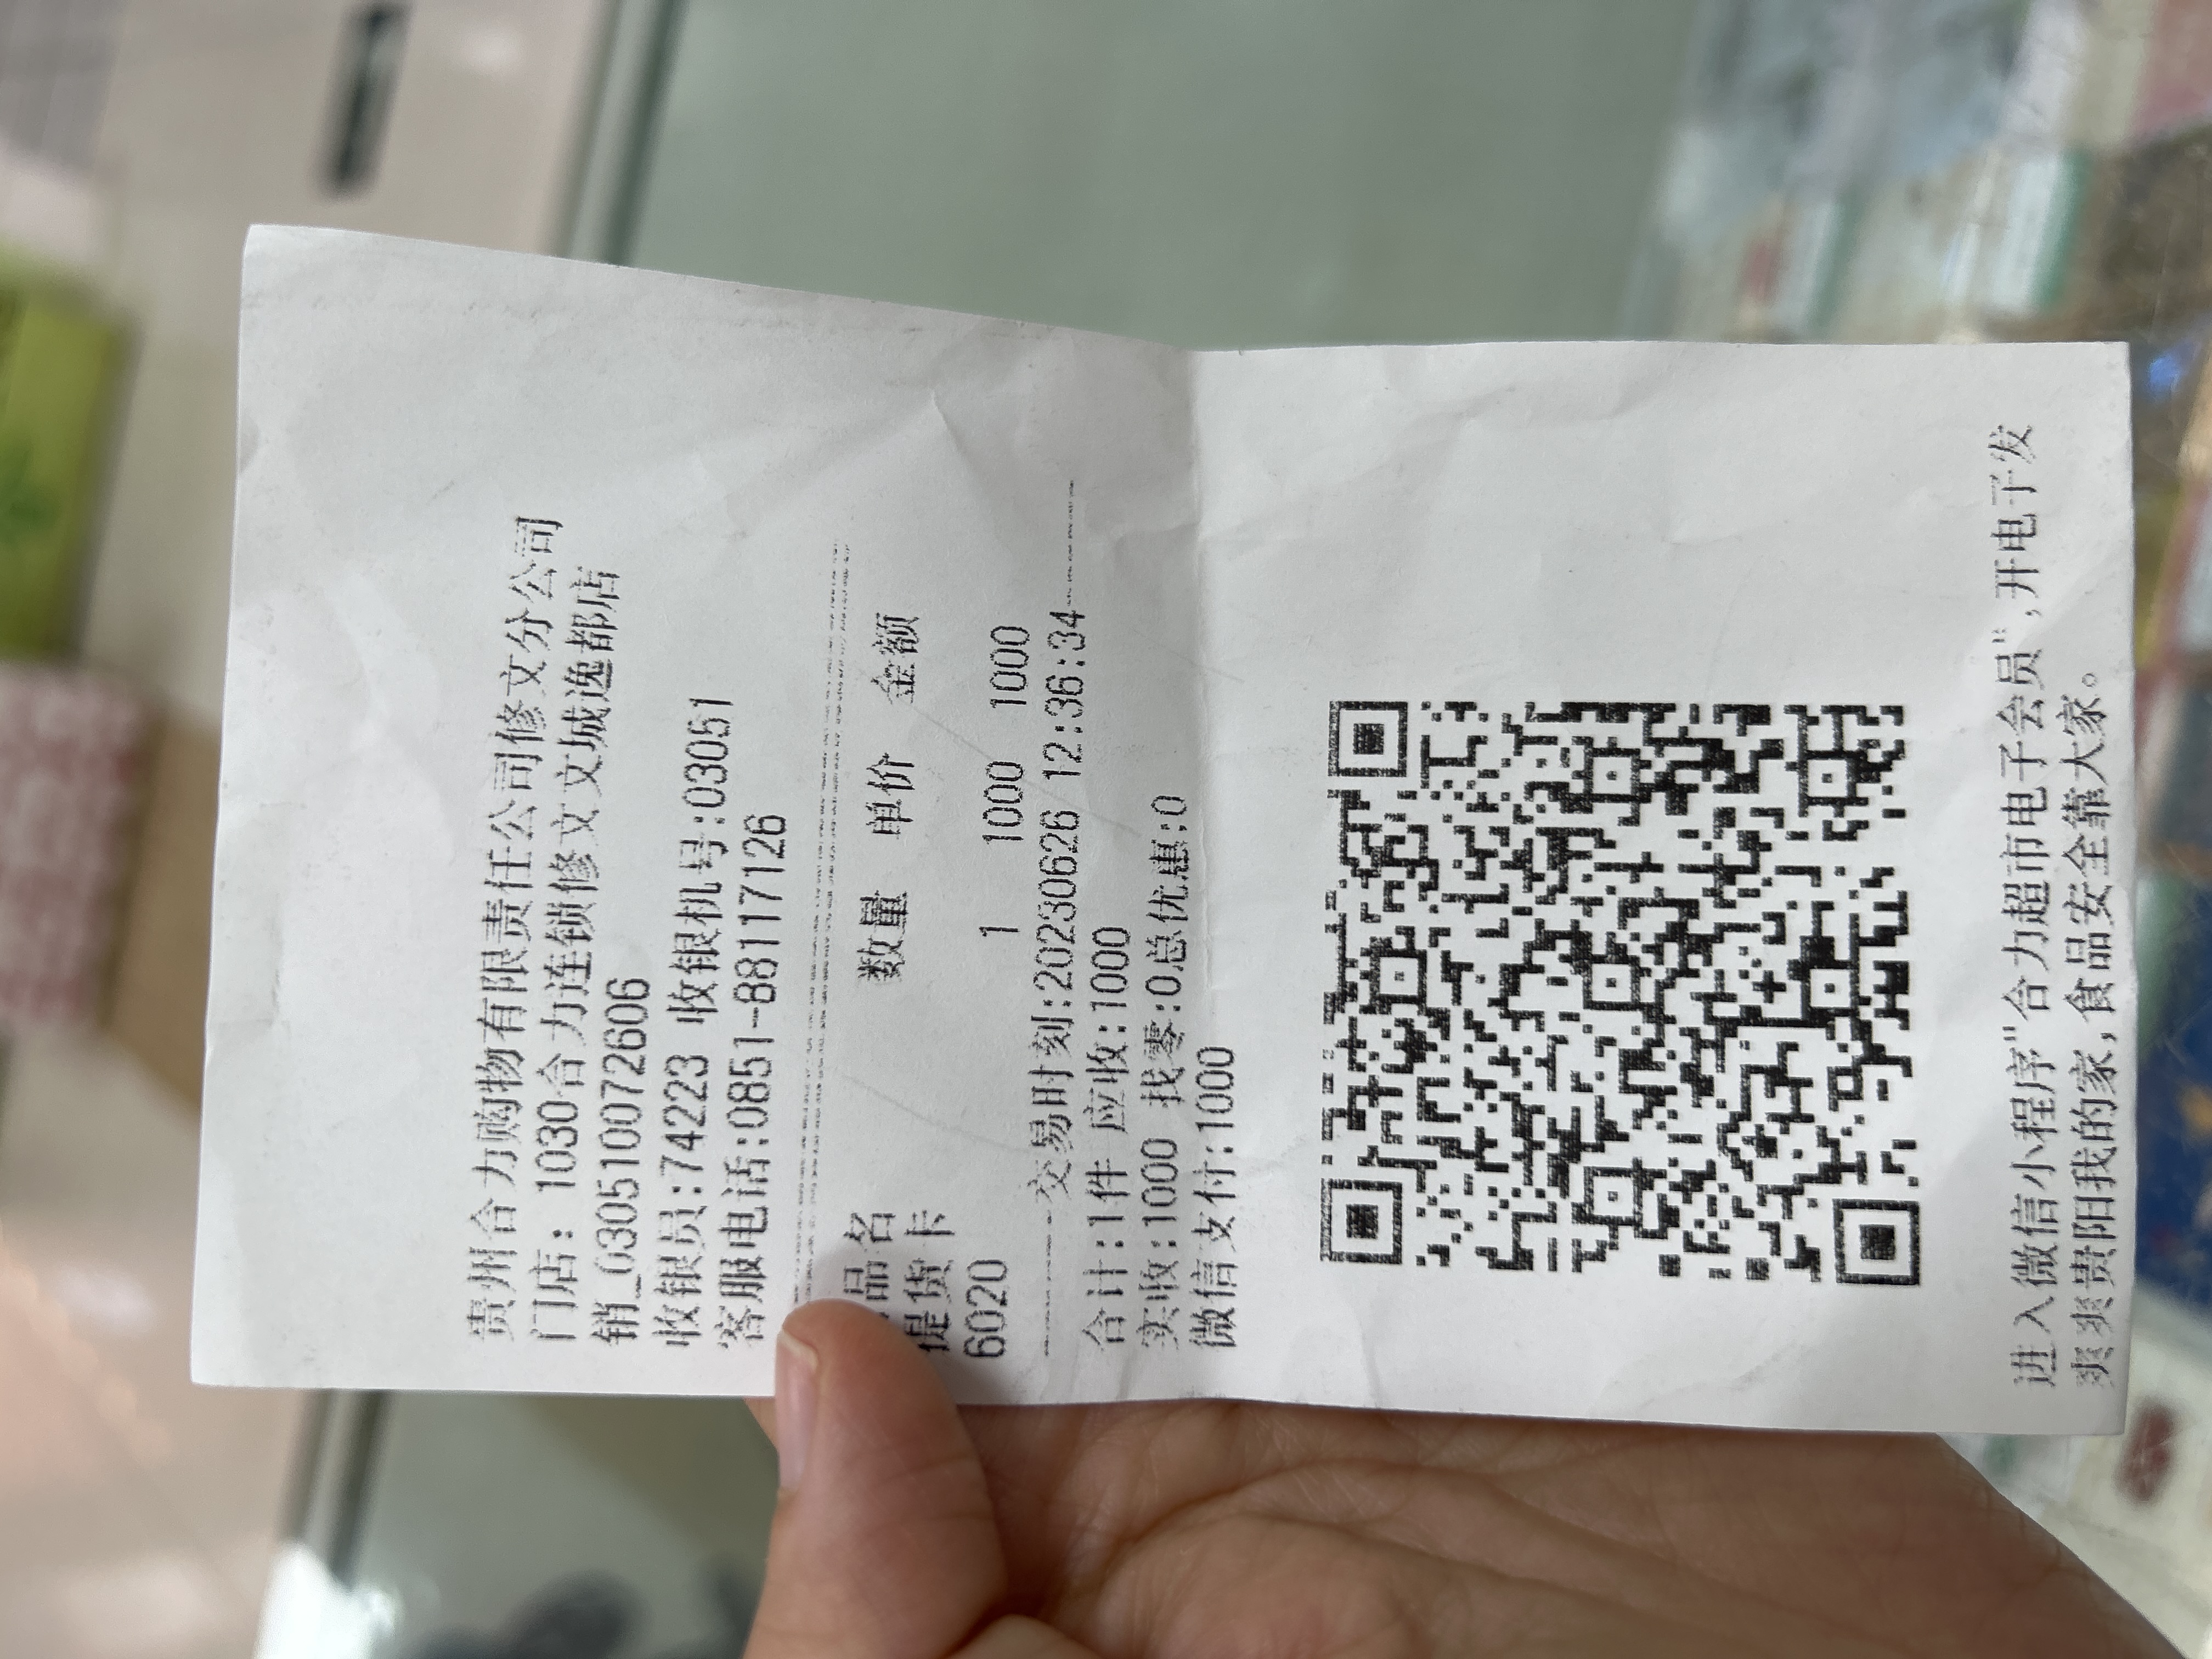 贵州合力购物有限责任公司修文分公司
门店: 1030合力连锁修文文城逸都店
销_030510072606
收银员:74223 收银机号:03051
客服电话:0851-88117126
品名 数量 单价 金额
提货卡
6020 1 1000 1000
交易时刻:20230626 12:36:34
合计:1件 应收:1000
实收:1000 找零:0总优惠:0
微信支付:1000
进入微信小程序"合力超市电子会员",开电子发
爽爽贵阳我的家,食品安全靠大家。